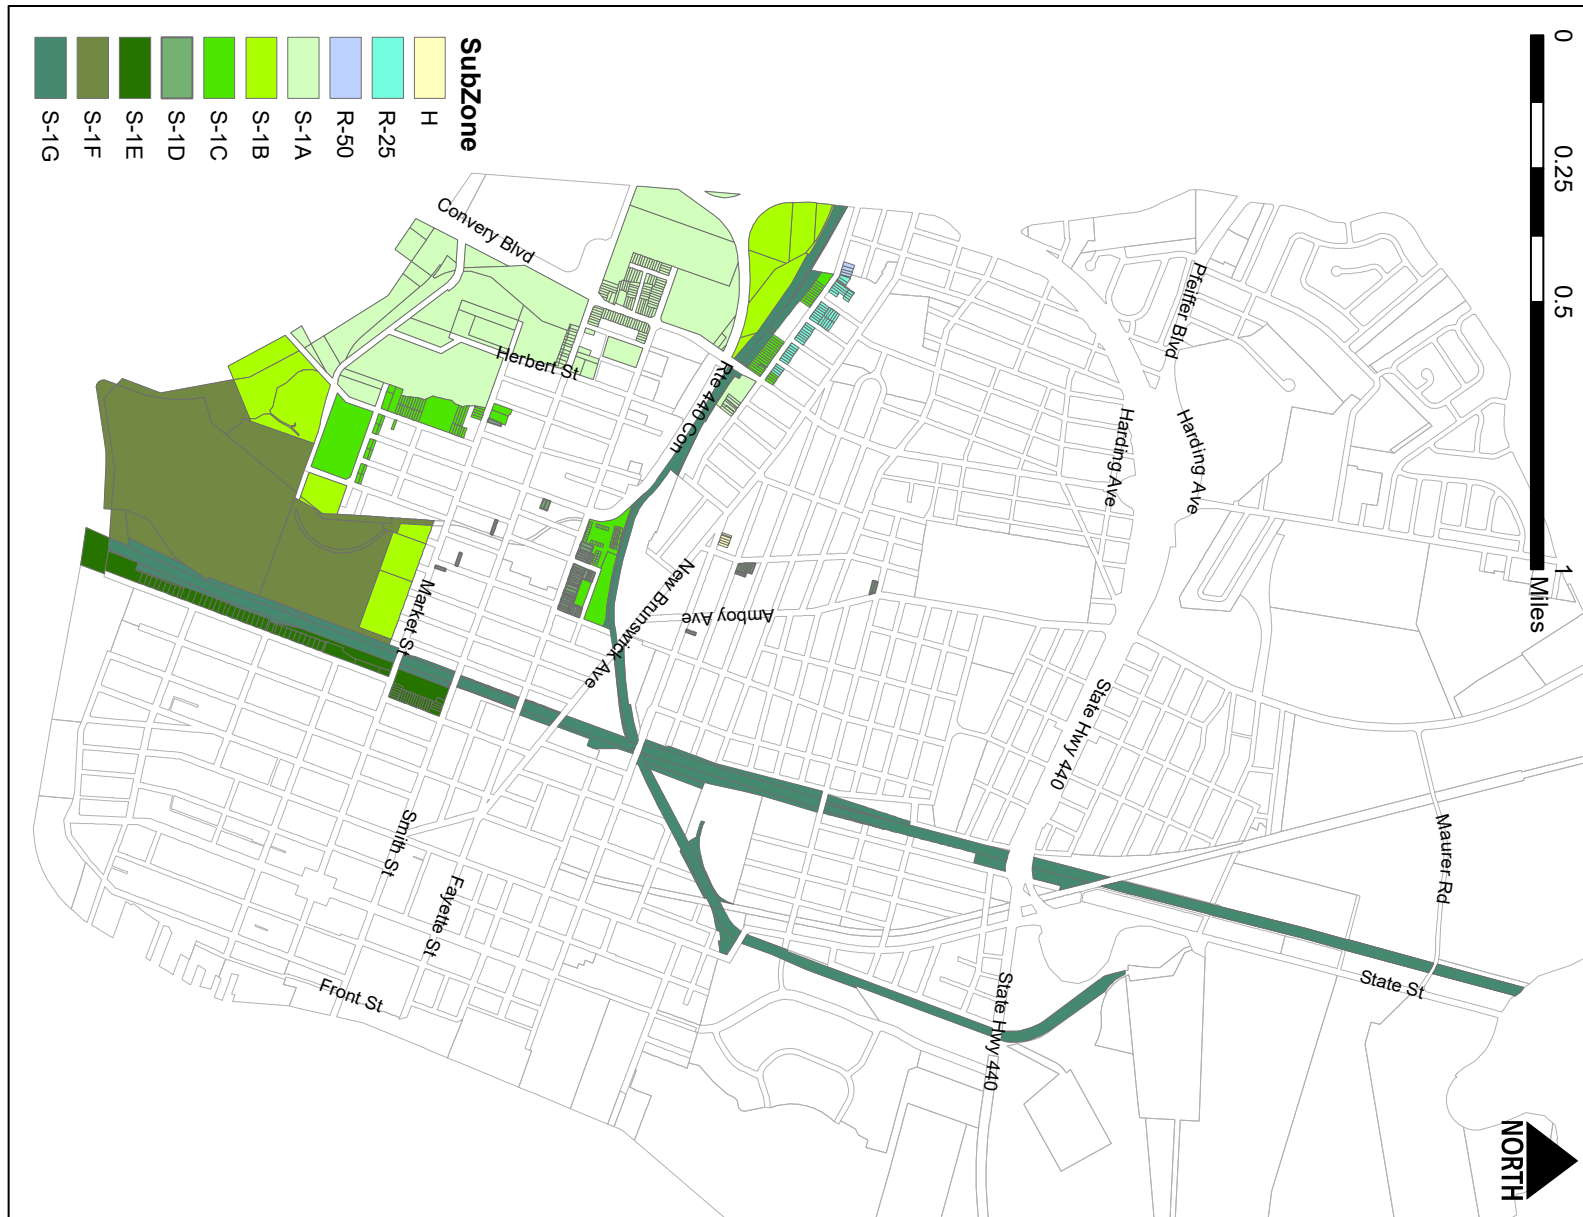 SubZone
H
R-25
R-50
S-1A
S-1B
S-1C
S-1D
S-1E
S-1F
S-1G
0
0.25
0.5
1
Miles
Convery Blvd
Herbert St
Rte 440 Con
Pfeiffer Blvd
Harding Ave
Harding Ave
New Brunswick Ave
Amboy Ave
Market St
State Hwy 440
Smith St
Fayette St
Front St
Maurer Rd
State St
State Hwy 440
NORTH